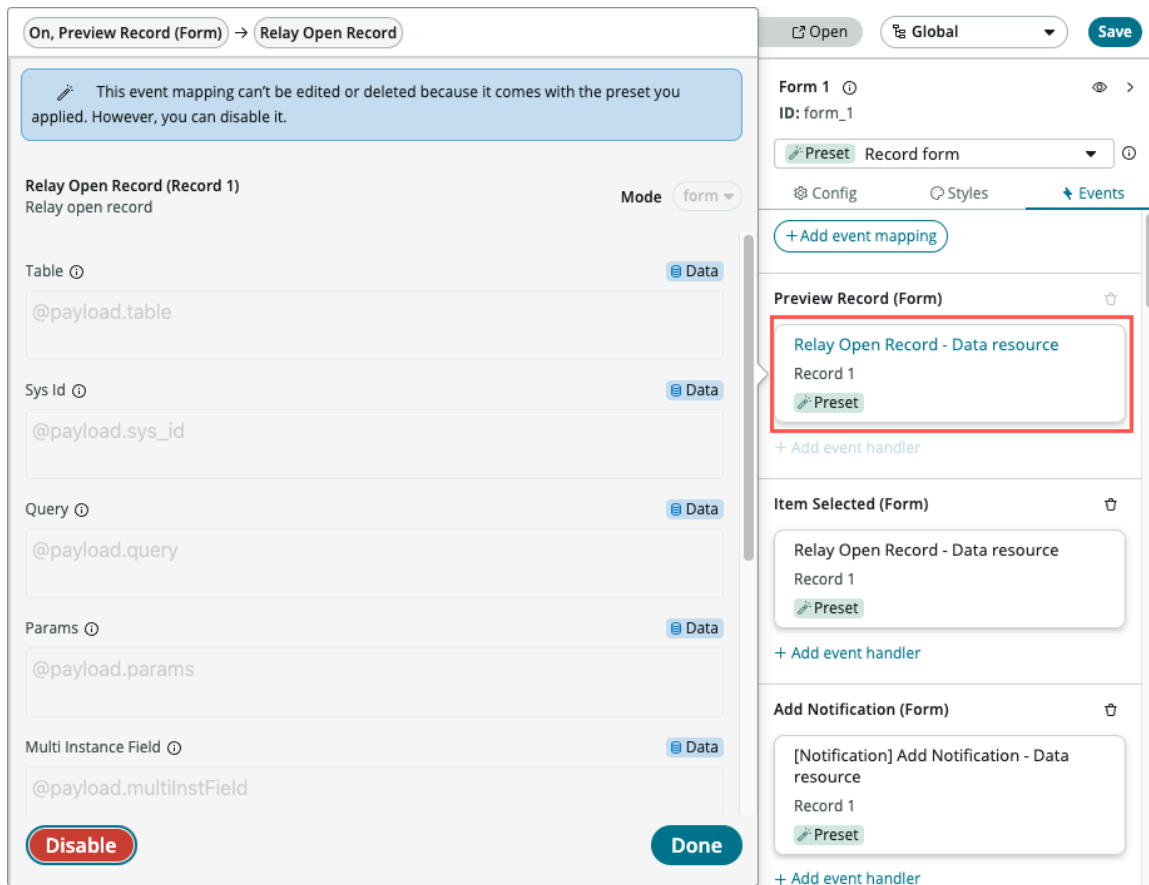 On, Preview Record (Form) → Relay Open Record
This event mapping can't be edited or deleted because it comes with the preset you
applied. However, you can disable it.
Relay Open Record (Record 1)
Relay open record
Mode form
Table
Data
@payload.table
Sys Id
Data
@payload.sys_id
Query
Data
@payload.query
Params
Data
@payload.params
Multi Instance Field
Data
@payload.multiInstField
Disable
Done
Open
Global
Save
Form 1
ID: form_1
Preset Record form
Config
Styles
Events
+ Add event mapping
Preview Record (Form)
Relay Open Record - Data resource
Record 1
Preset
+ Add event handler
Item Selected (Form)
Relay Open Record - Data resource
Record 1
Preset
+ Add event handler
Add Notification (Form)
[Notification] Add Notification - Data
resource
Record 1
Preset
+ Add event handler